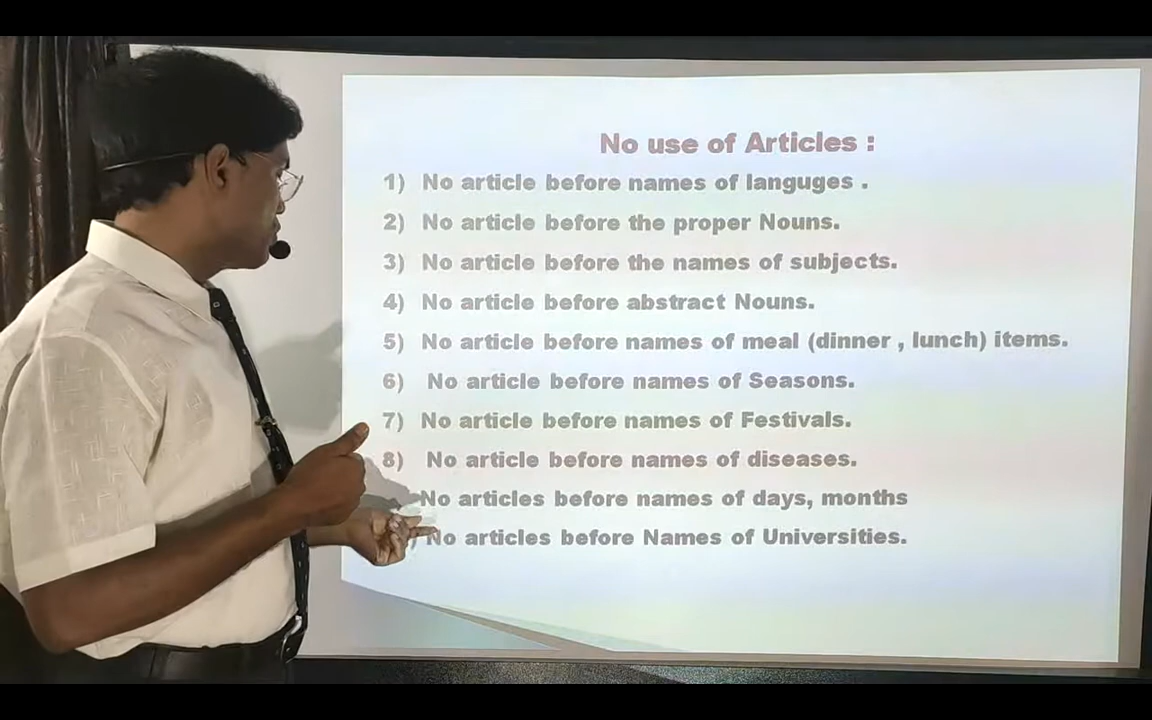 No use of Articles :
1) No article before names of languges .
2) No article before the proper Nouns.
3) No article before the names of subjects.
4) No article before abstract Nouns.
5) No article before names of meal (dinner , lunch) items.
6) No article before names of Seasons.
7) No article before names of Festivals.
8) No article before names of diseases.
No articles before names of days, months
No articles before Names of Universities.